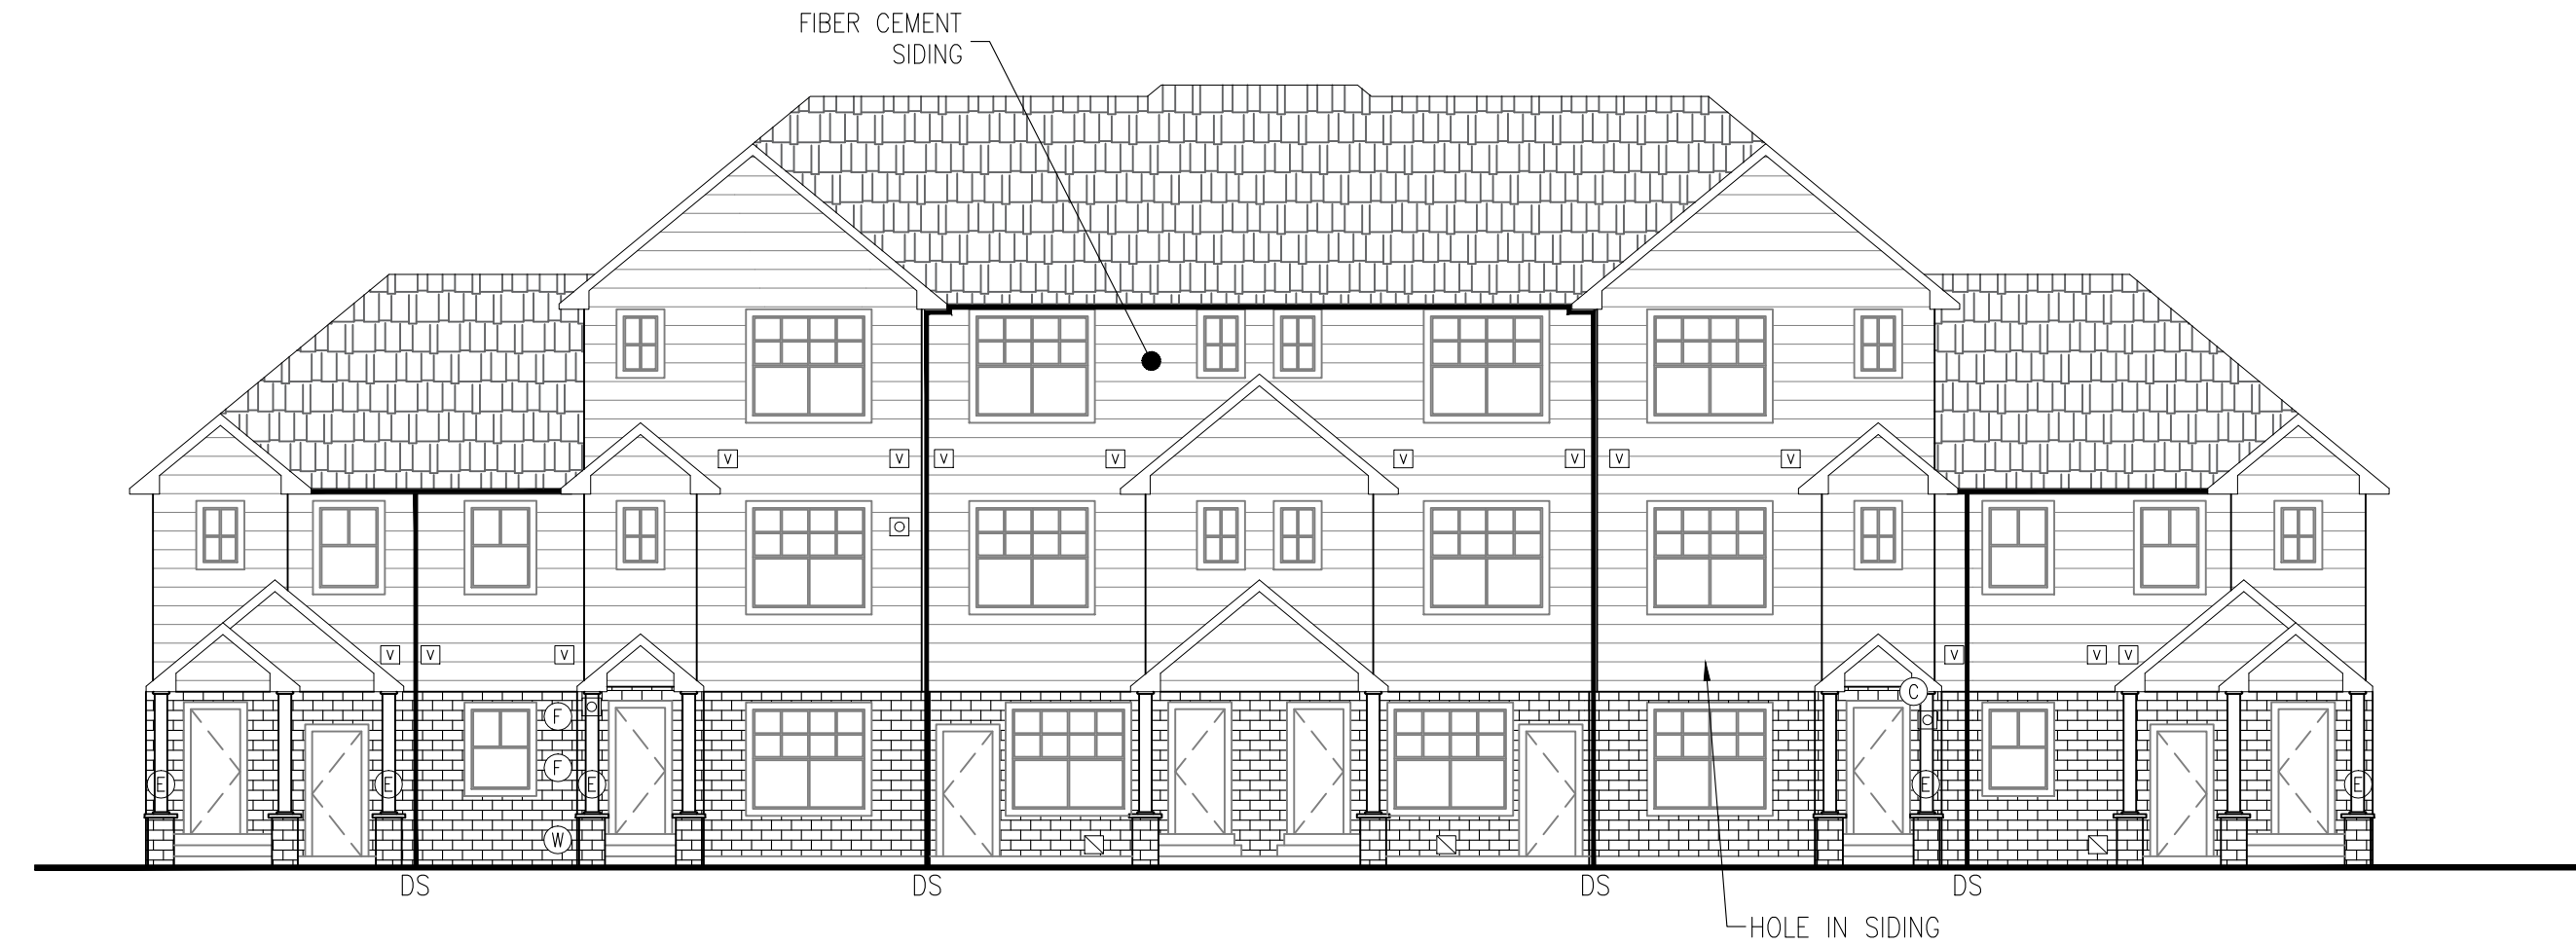 FIBER CEMENT
SIDING
V V V V V V V V
V V V V V V
C
F
F
E E E E E
W
DS DS DS DS
HOLE IN SIDING